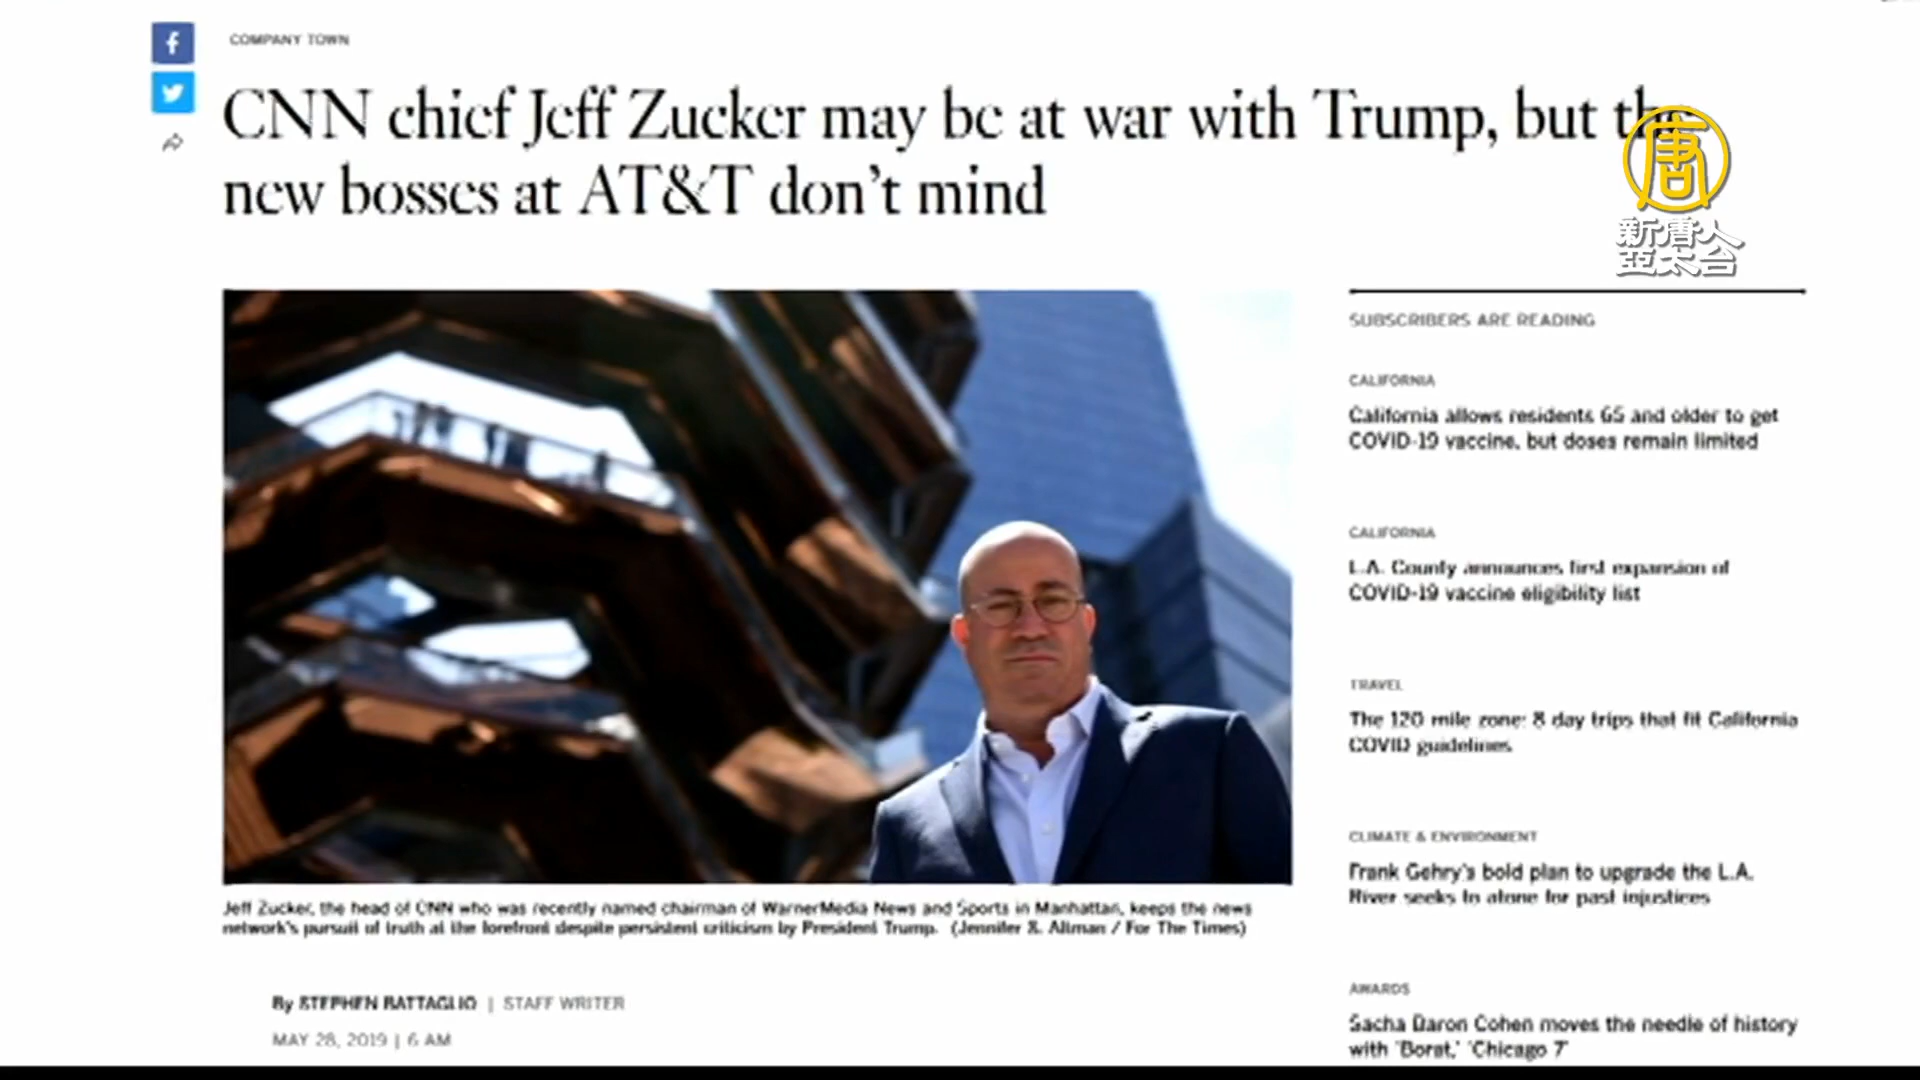 COMPANY TOWN
CNN chief Jeff Zucker may be at war with Trump, but the
new bosses at AT&T don't mind
唐
新唐人
亞太台
SUBSCRIBERS ARE READING
CALIFORNIA
California allows residents 65 and older to get
COVID-19 vaccine, but doses remain limited
CALIFORNIA
L.A. County announces first expansion of
COVID-19 vaccine eligibility list
TRAVEL
The 120 mile zone: 8 day trips that fit California
COVID guidelines
CLIMATE & ENVIRONMENT
Frank Gehry's bold plan to upgrade the L.A.
River seeks to atone for past injustices
AWARDS
Sacha Baron Cohen moves the needle of history
with 'Borat,' 'Chicago 7'
Jeff Zucker, the head of CNN who was recently named chairman of WarnerMedia News and Sports in Manhattan, keeps the news
network's pursuit of truth at the forefront despite persistent criticism by President Trump. (Jennifer S. Altman / For The Times)
By STEPHEN BATTAGLIO | STAFF WRITER
MAY 28, 2019 | 6 AM